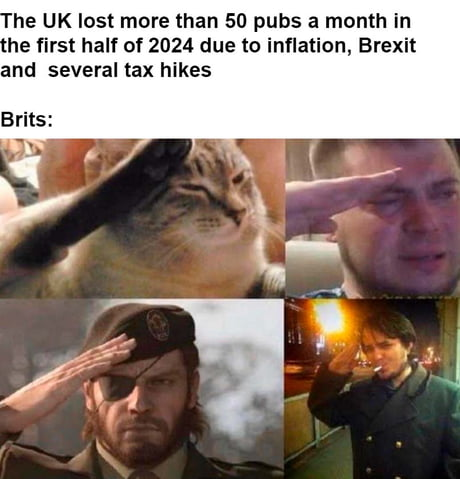 The UK lost more than 50 pubs a month in
the first half of 2024 due to inflation, Brexit
and several tax hikes
Brits: